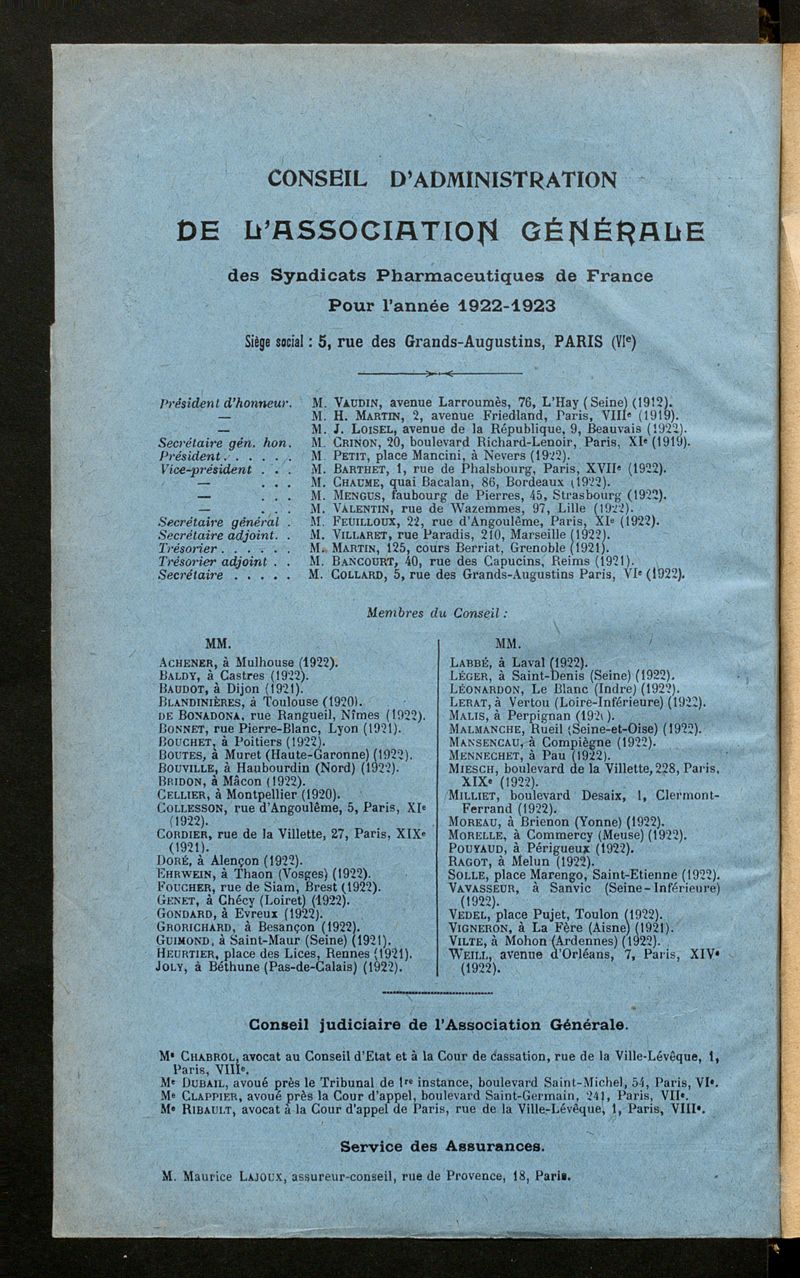 CONSEIL D'ADMINISTRATION
DE L'ASSOCIATION GÉNÉRALE
des Syndicats Pharmaceutiques de France
Pour l'année 1922-1923
Siège social : 5, rue des Grands-Augustins, PARIS (VIe)
Président d'honneur. M. VAUDIN, avenue Larroumès, 76, L'Hay (Seine) (1912).
— M. H. MARTIN, 2, avenue Friedland, Paris, VIIIe (1919).
— M. J. LOISEL, avenue de la République, 9, Beauvais (1922).
Secrétaire gén. hon. M. CRINON, 20, boulevard Richard-Lenoir, Paris, XIe (1919).
Président. . . . . . M. PETIT, place Mancini, à Nevers (1922).
Vice-président . . . M. BARTHET, 1, rue de Phalsbourg, Paris, XVIIe (1922).
— . . . M. CHAUME, quai Bacalan, 86, Bordeaux (1922).
— . . . M. MENGUS, faubourg de Pierres, 45, Strasbourg (1922).
— . . . M. VALENTIN, rue de Wazemmes, 97, Lille (1922).
Secrétaire général . M. FEUILLOUX, 22, rue d'Angoulême, Paris, XIe (1922).
Secrétaire adjoint. . M. VILLARET, rue Paradis, 210, Marseille (1922).
Trésorier . . . . . . M. MARTIN, 125, cours Berriat, Grenoble (1921).
Trésorier adjoint . . M. BANCOURT, 40, rue des Capucins, Reims (1921).
Secrétaire . . . . . M. COLLARD, 5, rue des Grands-Augustins Paris, VIe (1922).
Membres du Conseil :
MM.
ACHENER, à Mulhouse (1922).
BALDY, à Castres (1922).
BAUDOT, à Dijon (1921).
BLANDINIÈRES, à Toulouse (1920).
DE BONADONA, rue Rangueil, Nîmes (1922).
BONNET, rue Pierre-Blanc, Lyon (1921).
BOUCHET, à Poitiers (1922).
BOUTES, à Muret (Haute-Garonne) (1922).
BOUVILLE, à Haubourdin (Nord) (1922).
BRIDON, à Mâcon (1922).
CELLIER, à Montpellier (1920).
COLLESSON, rue d'Angoulême, 5, Paris, XIe
(1922).
CORDIER, rue de la Villette, 27, Paris, XIXe
(1921).
DORÉ, à Alençon (1922).
EHRWEIN, à Thaon (Vosges) (1922).
FOUCHER, rue de Siam, Brest (1922).
GENET, à Chécy (Loiret) (1922).
GONDARD, à Evreux (1922).
GRORICHARD, à Besançon (1922).
GUIMOND, à Saint-Maur (Seine) (1921).
HEURTIER, place des Lices, Rennes (1921).
JOLY, à Béthune (Pas-de-Calais) (1922).
MM.
LABBÉ, à Laval (1922).
LÉGER, à Saint-Denis (Seine) (1922).
LÉONARDON, Le Blanc (Indre) (1922).
LERAT, à Vertou (Loire-Inférieure) (1922).
MALIS, à Perpignan
MALMANCHE, Rueil (Seine-et-Oise) (1922).
MANSENCAU, à Compiègne (1922).
MENNECHET, à Pau (1922).
MIESCH, boulevard de la Villette, 228, Paris,
XIXe (1922).
MILLIET, boulevard Desaix, 1, Clermont-
Ferrand (1922).
MOREAU, à Brienon (Yonne) (1922).
MORELLE, à Commercy (Meuse) (1922).
POUYAUD, à Périgueux (1922).
RAGOT, à Melun (1922).
SOLLE, place Marengo, Saint-Etienne (1922).
VAVASSEUR, à Sanvic (Seine-Inférieure)
(1922).
VEDEL, place Pujet, Toulon (1922).
VIGNERON, à La Fère (Aisne) (1921).
VILTE, à Mohon (Ardennes) (1922).
WEILL, avenue d'Orléans, 7, Paris, XIVe
(1922).
Conseil judiciaire de l'Association Générale.
Me CHABROL, avocat au Conseil d'Etat et à la Cour de cassation, rue de la Ville-Lévêque, 1,
Paris, VIIIe.
Me DUBAIL, avoué près le Tribunal de 1re instance, boulevard Saint-Michel, 54, Paris, VIe.
Me CLAPPIER, avoué près la Cour d'appel, boulevard Saint-Germain, 241, Paris, VIIe.
Me RIBAULT, avocat à la Cour d'appel de Paris, rue de la Ville-Lévêque, 1, Paris, VIIIe.
Service des Assurances.
M. Maurice LAJOUX, assureur-conseil, rue de Provence, 18, Paris.